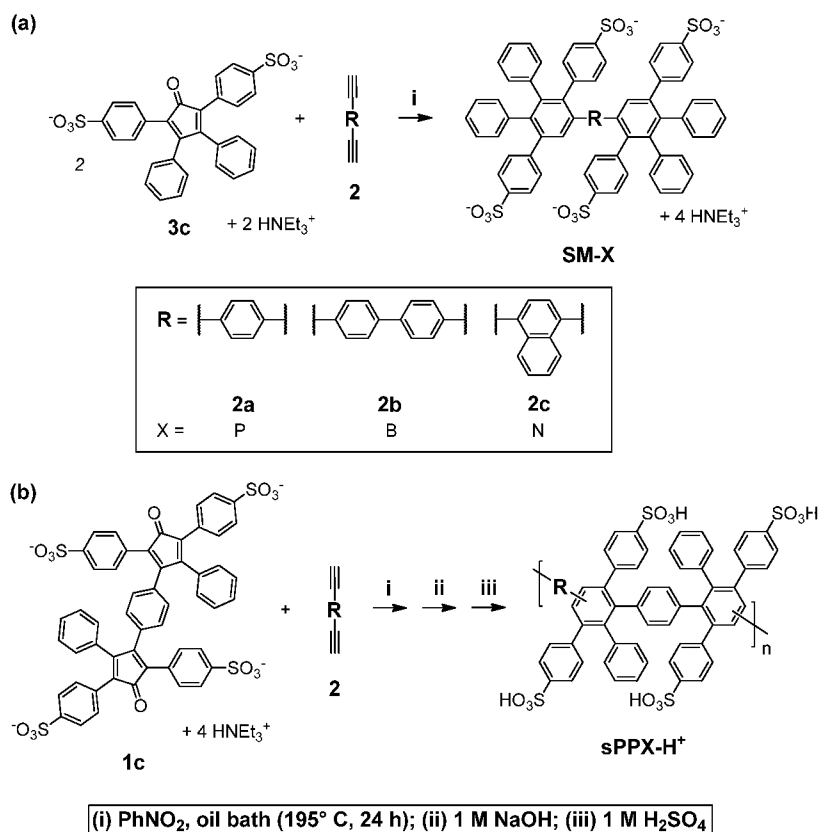 (a)
SO₃⁻
O
⁻O₃S
2
3c
+ 2 HNEt₃⁺
+
R
2
i
SO₃⁻ SO₃⁻
R
⁻O₃S ⁻O₃S SO₃⁻
+ 4 HNEt₃⁺
SM-X
R =
2a 2b 2c
X = P B N
(b)
SO₃⁻
O
⁻O₃S
SO₃⁻
O
⁻O₃S
+ 4 HNEt₃⁺
1c
+
R
2
i ii iii
SO₃H SO₃H
R
n
HO₃S HO₃S
sPPX-H⁺
(i) PhNO₂, oil bath (195° C, 24 h); (ii) 1 M NaOH; (iii) 1 M H₂SO₄